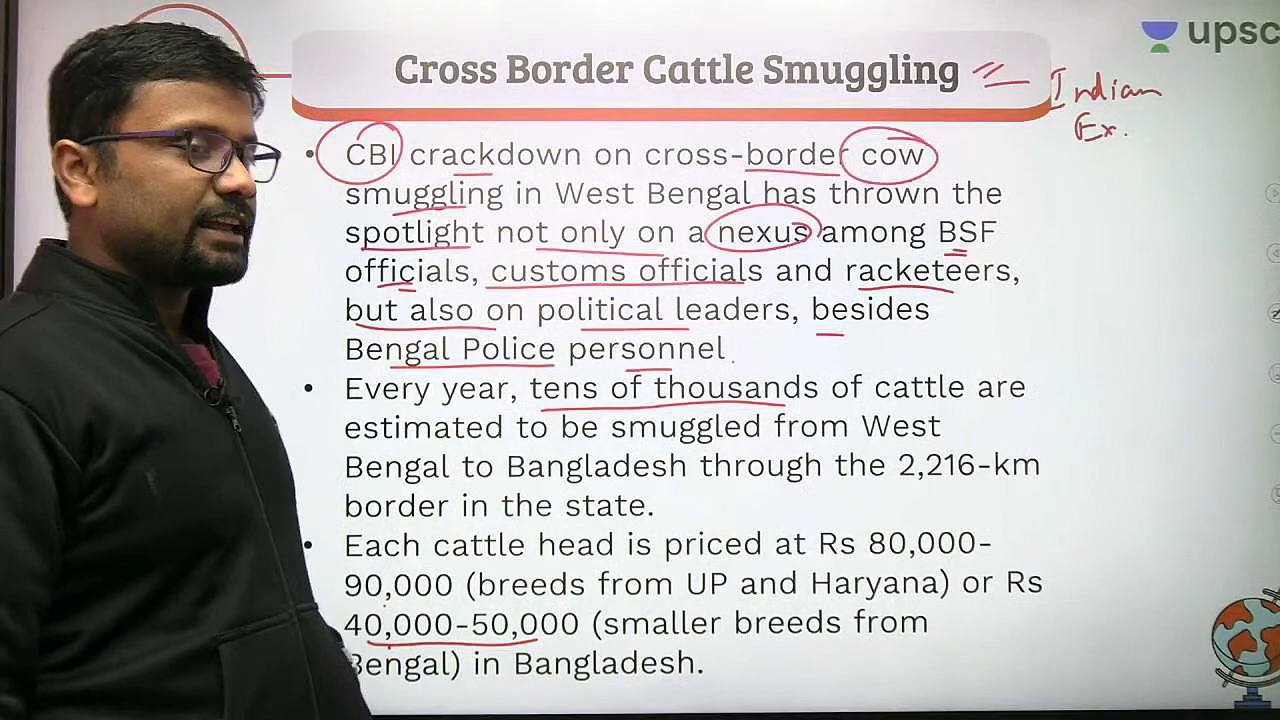 upsc
Cross Border Cattle Smuggling
Indian
Ex.
• CBI crackdown on cross-border cow
smuggling in West Bengal has thrown the
spotlight not only on a nexus among BSF
officials, customs officials and racketeers,
but also on political leaders, besides
Bengal Police personnel.
• Every year, tens of thousands of cattle are
estimated to be smuggled from West
Bengal to Bangladesh through the 2,216-km
border in the state.
• Each cattle head is priced at Rs 80,000-
90,000 (breeds from UP and Haryana) or Rs
40,000-50,000 (smaller breeds from
Bengal) in Bangladesh.